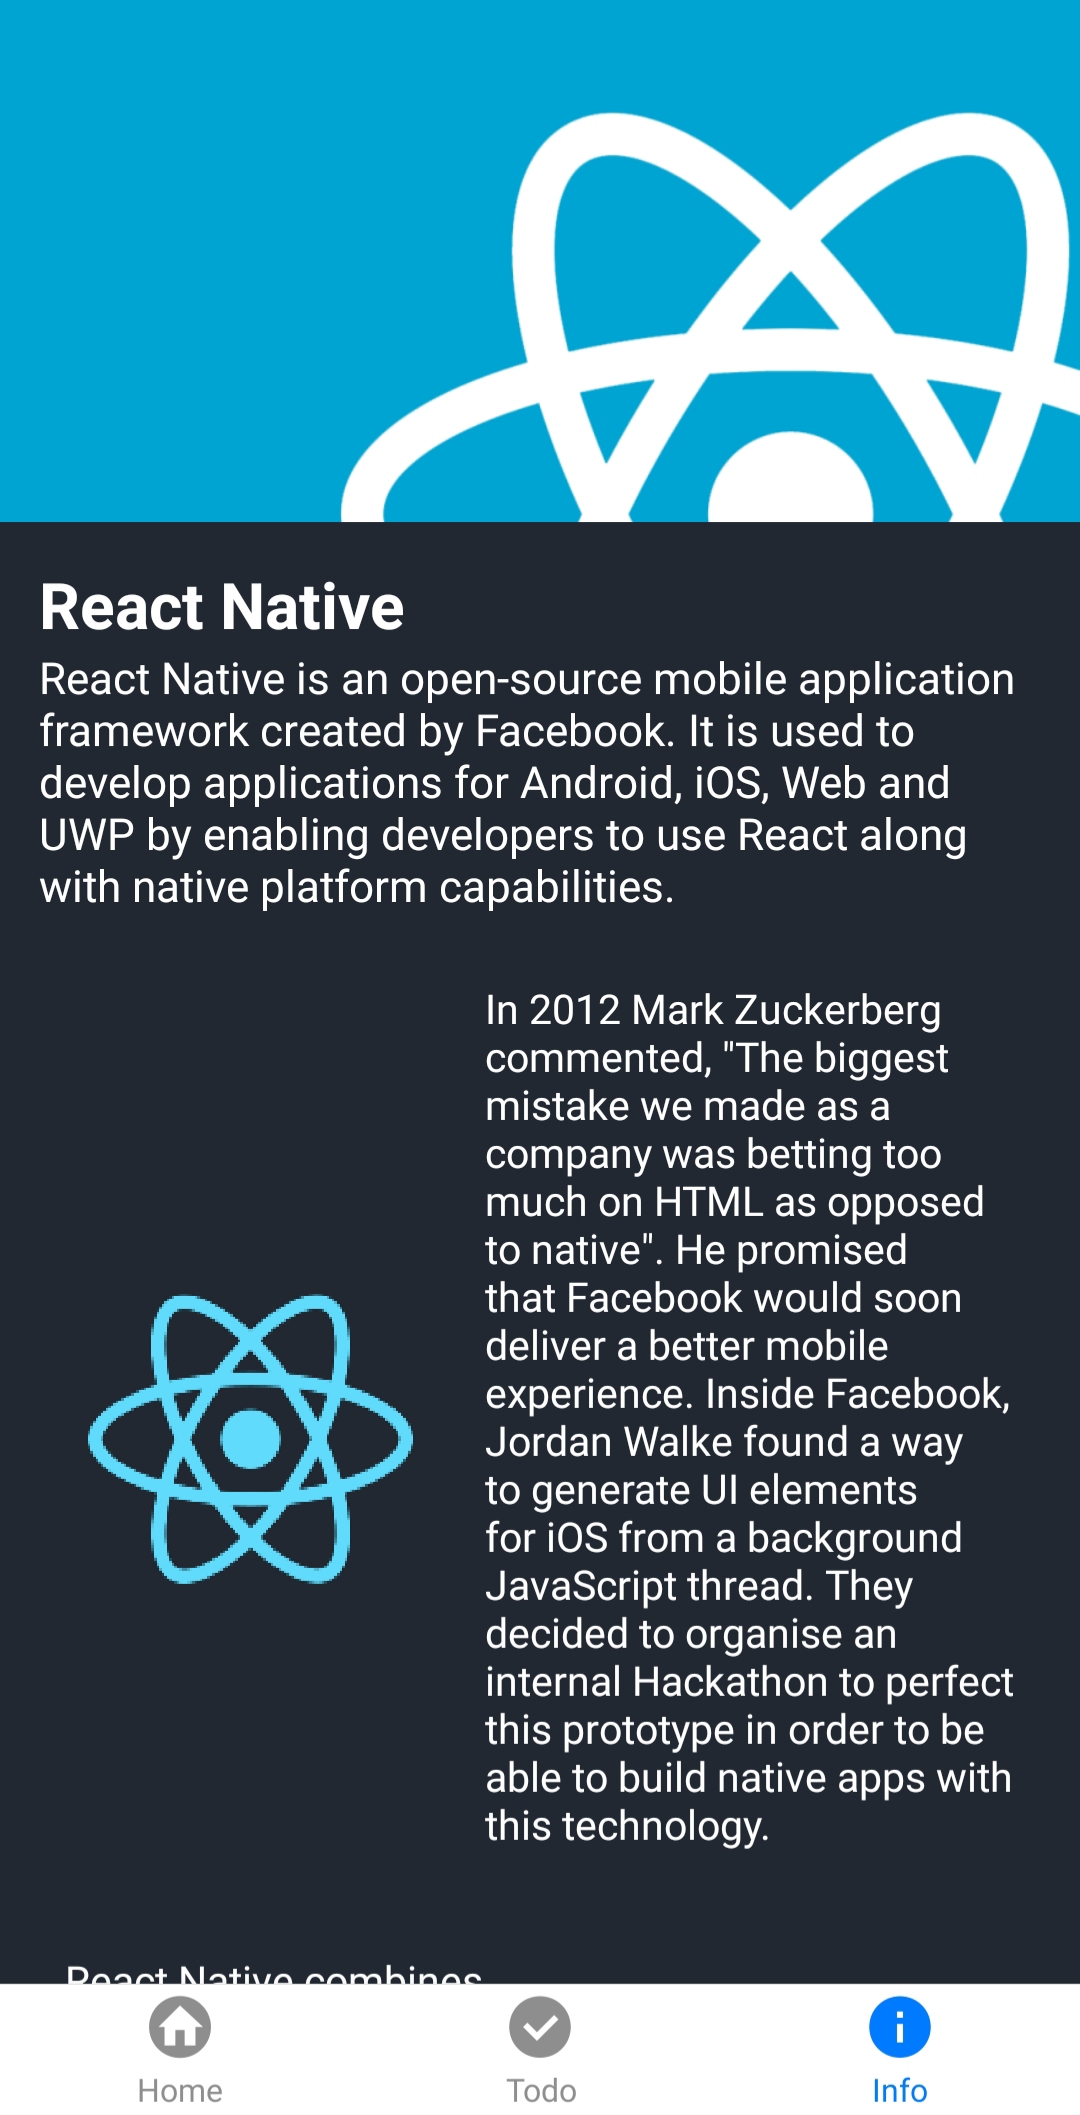 React Native
React Native is an open-source mobile application
framework created by Facebook. It is used to
develop applications for Android, iOS, Web and
UWP by enabling developers to use React along
with native platform capabilities.
In 2012 Mark Zuckerberg
commented, "The biggest
mistake we made as a
company was betting too
much on HTML as opposed
to native". He promised
that Facebook would soon
deliver a better mobile
experience. Inside Facebook,
Jordan Walke found a way
to generate UI elements
for iOS from a background
JavaScript thread. They
decided to organise an
internal Hackathon to perfect
this prototype in order to be
able to build native apps with
this technology.
React Native combines
Home
Todo
Info